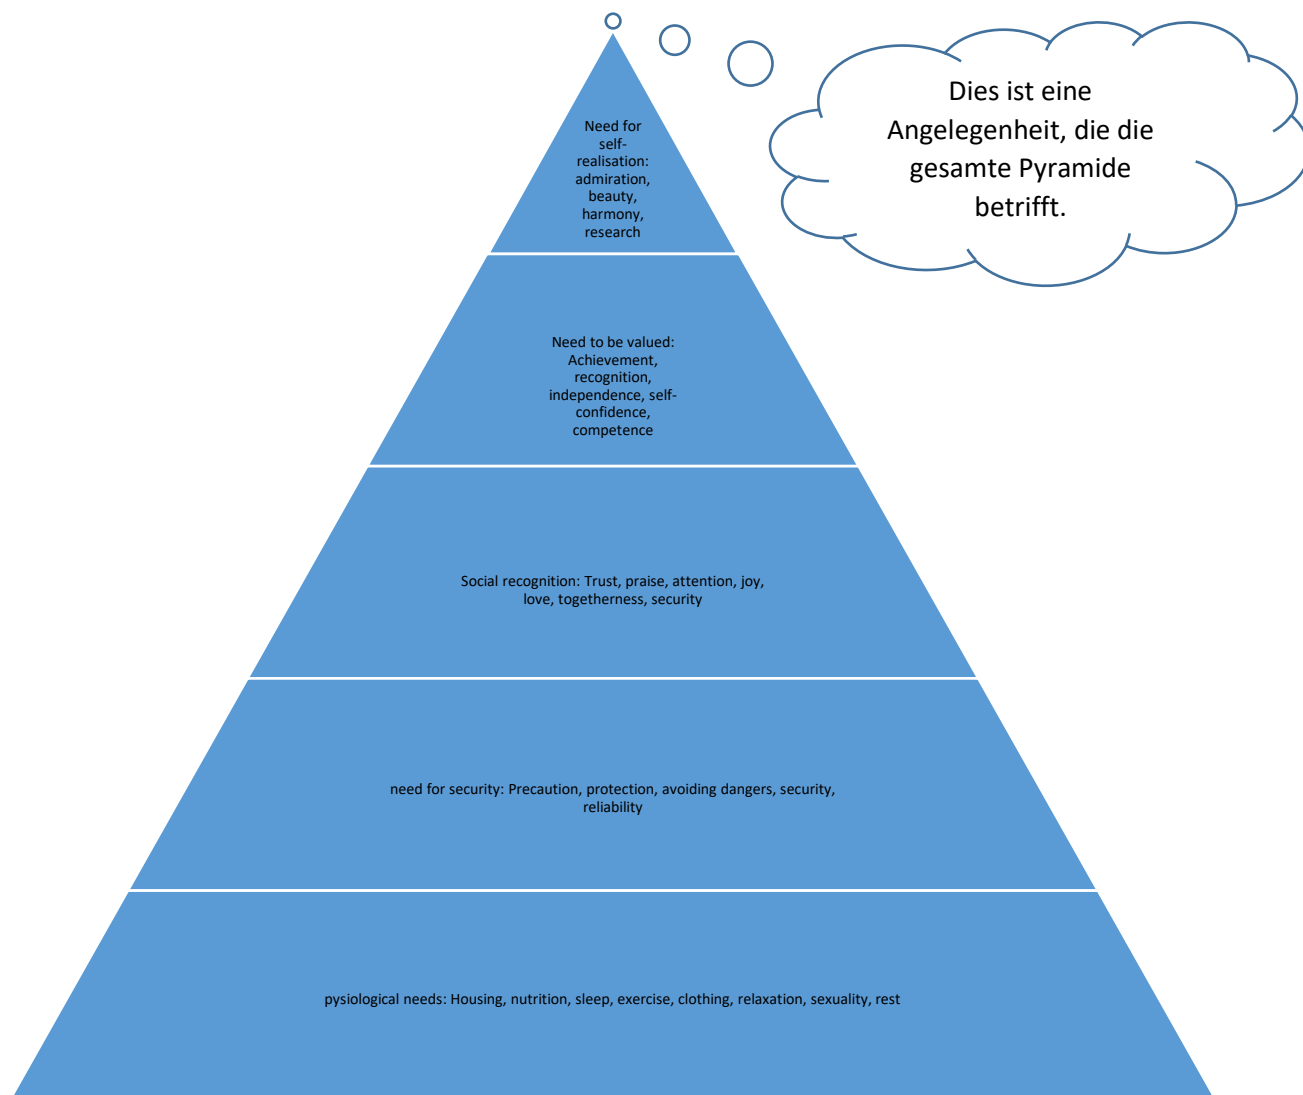 Dies ist eine
Angelegenheit, die die
gesamte Pyramide
betrifft.
Need for
self-
realisation:
admiration,
beauty,
harmony,
research
Need to be valued:
Achievement,
recognition,
independence, self-
confidence,
competence
Social recognition: Trust, praise, attention, joy,
love, togetherness, security
need for security: Precaution, protection, avoiding dangers, security,
reliability
pysiological needs: Housing, nutrition, sleep, exercise, clothing, relaxation, sexuality, rest